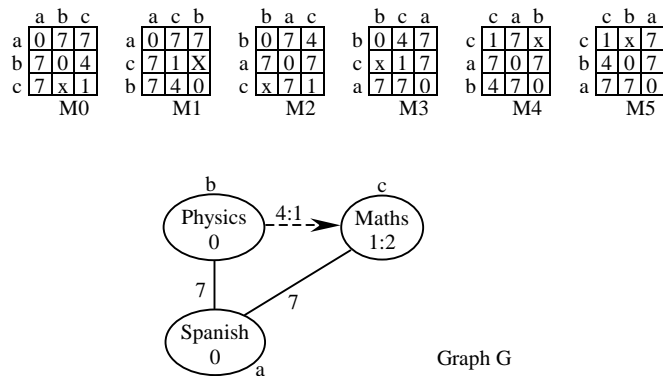 a b c
a 0 7 7
b 7 0 4
c 7 x 1
M0
a c b
a 0 7 7
c 7 1 X
b 7 4 0
M1
b a c
b 0 7 4
a 7 0 7
c x 7 1
M2
b c a
b 0 4 7
c x 1 7
a 7 7 0
M3
c a b
c 1 7 x
a 7 0 7
b 4 7 0
M4
c b a
c 1 x 7
b 4 0 7
a 7 7 0
M5
b
Physics
0
4:1
c
Maths
1:2
7
7
Spanish
0
a
Graph G